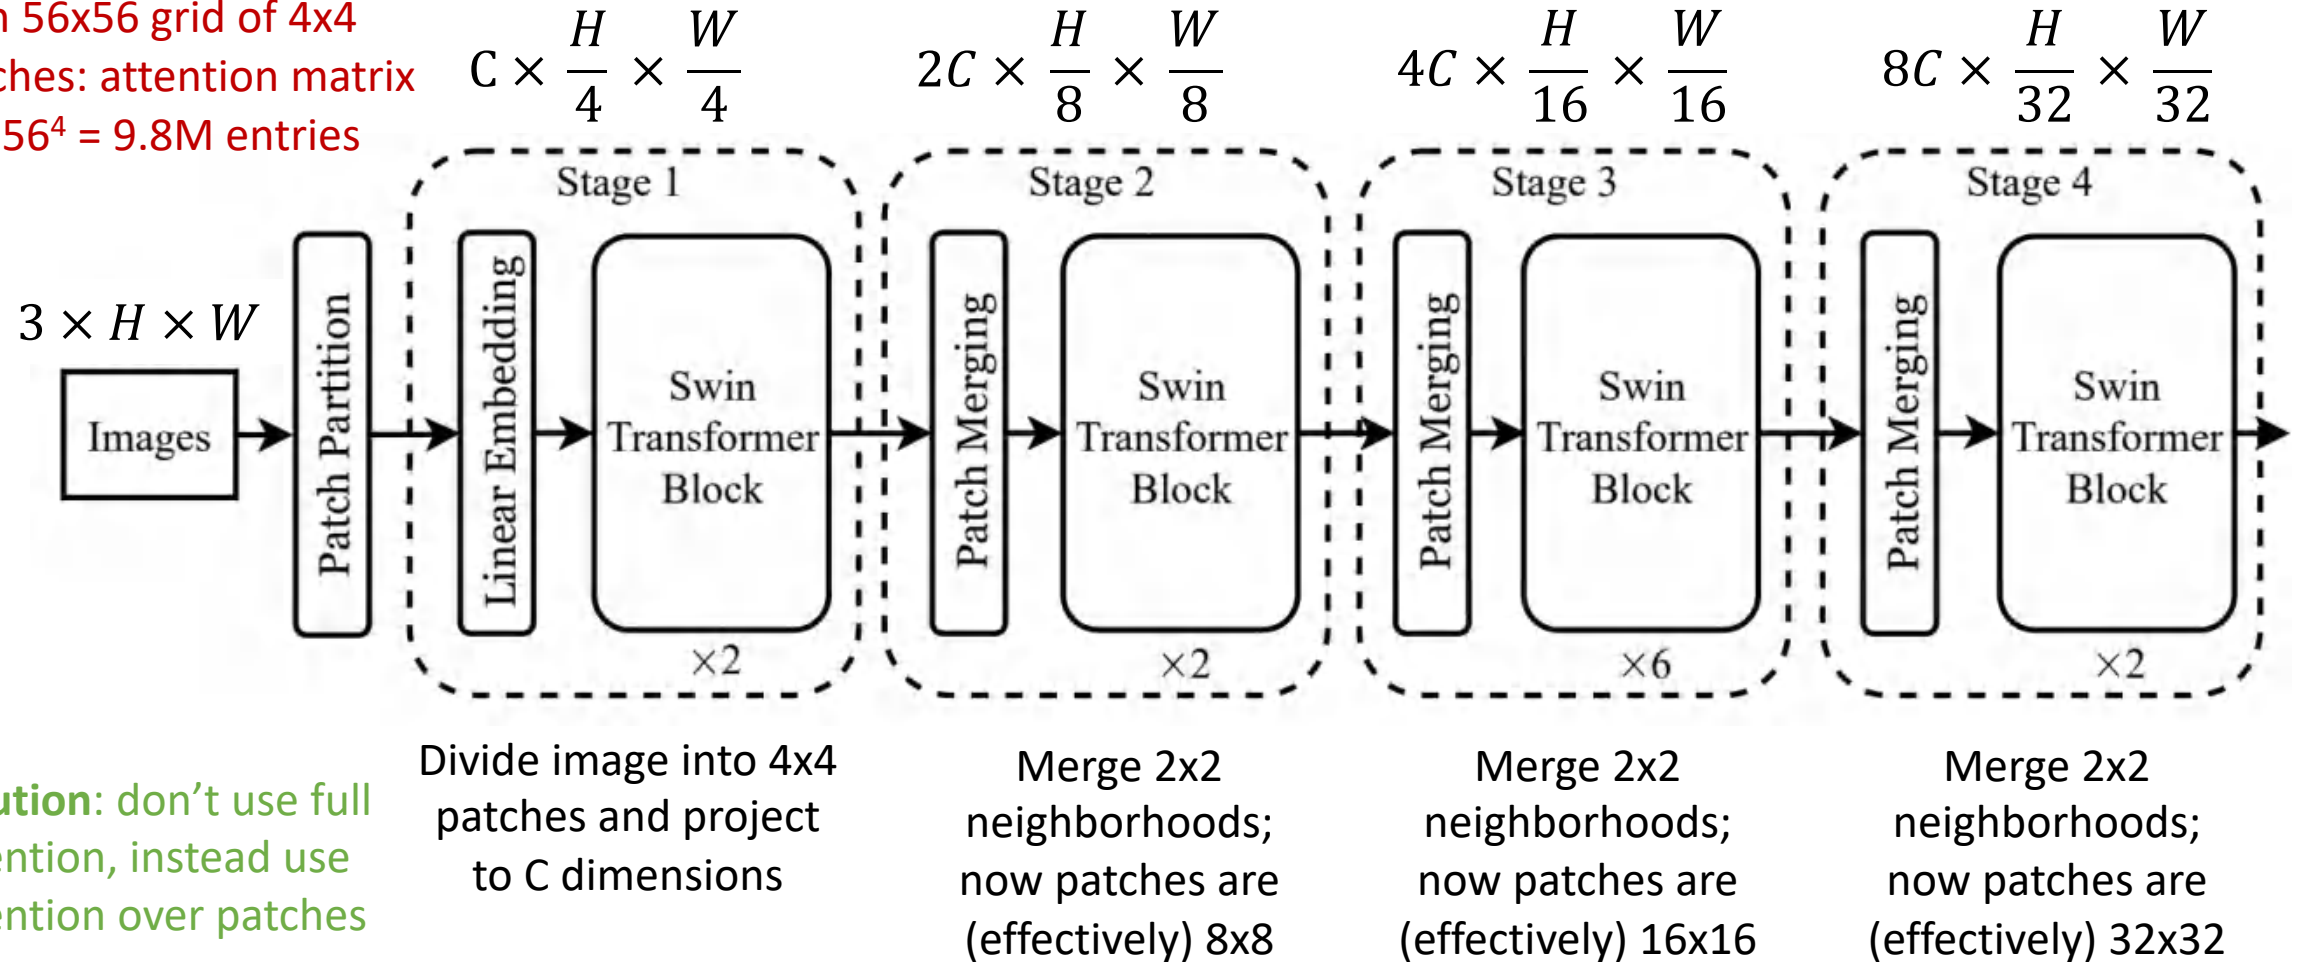 56x56 grid of 4x4
attention matrix
56⁴ = 9.8M entries
C × H/4 × W/4
2C × H/8 × W/8
4C × H/16 × W/16
8C × H/32 × W/32
3 × H × W
Images
Patch Partition
Stage 1
Linear Embedding
Swin
Transformer
Block
×2
Stage 2
Patch Merging
Swin
Transformer
Block
×2
Stage 3
Patch Merging
Swin
Transformer
Block
×6
Stage 4
Patch Merging
Swin
Transformer
Block
×2
: don’t use full
instead use
over patches
Divide image into 4x4
patches and project
to C dimensions
Merge 2x2
neighborhoods;
now patches are
(effectively) 8x8
Merge 2x2
neighborhoods;
now patches are
(effectively) 16x16
Merge 2x2
neighborhoods;
now patches are
(effectively) 32x32